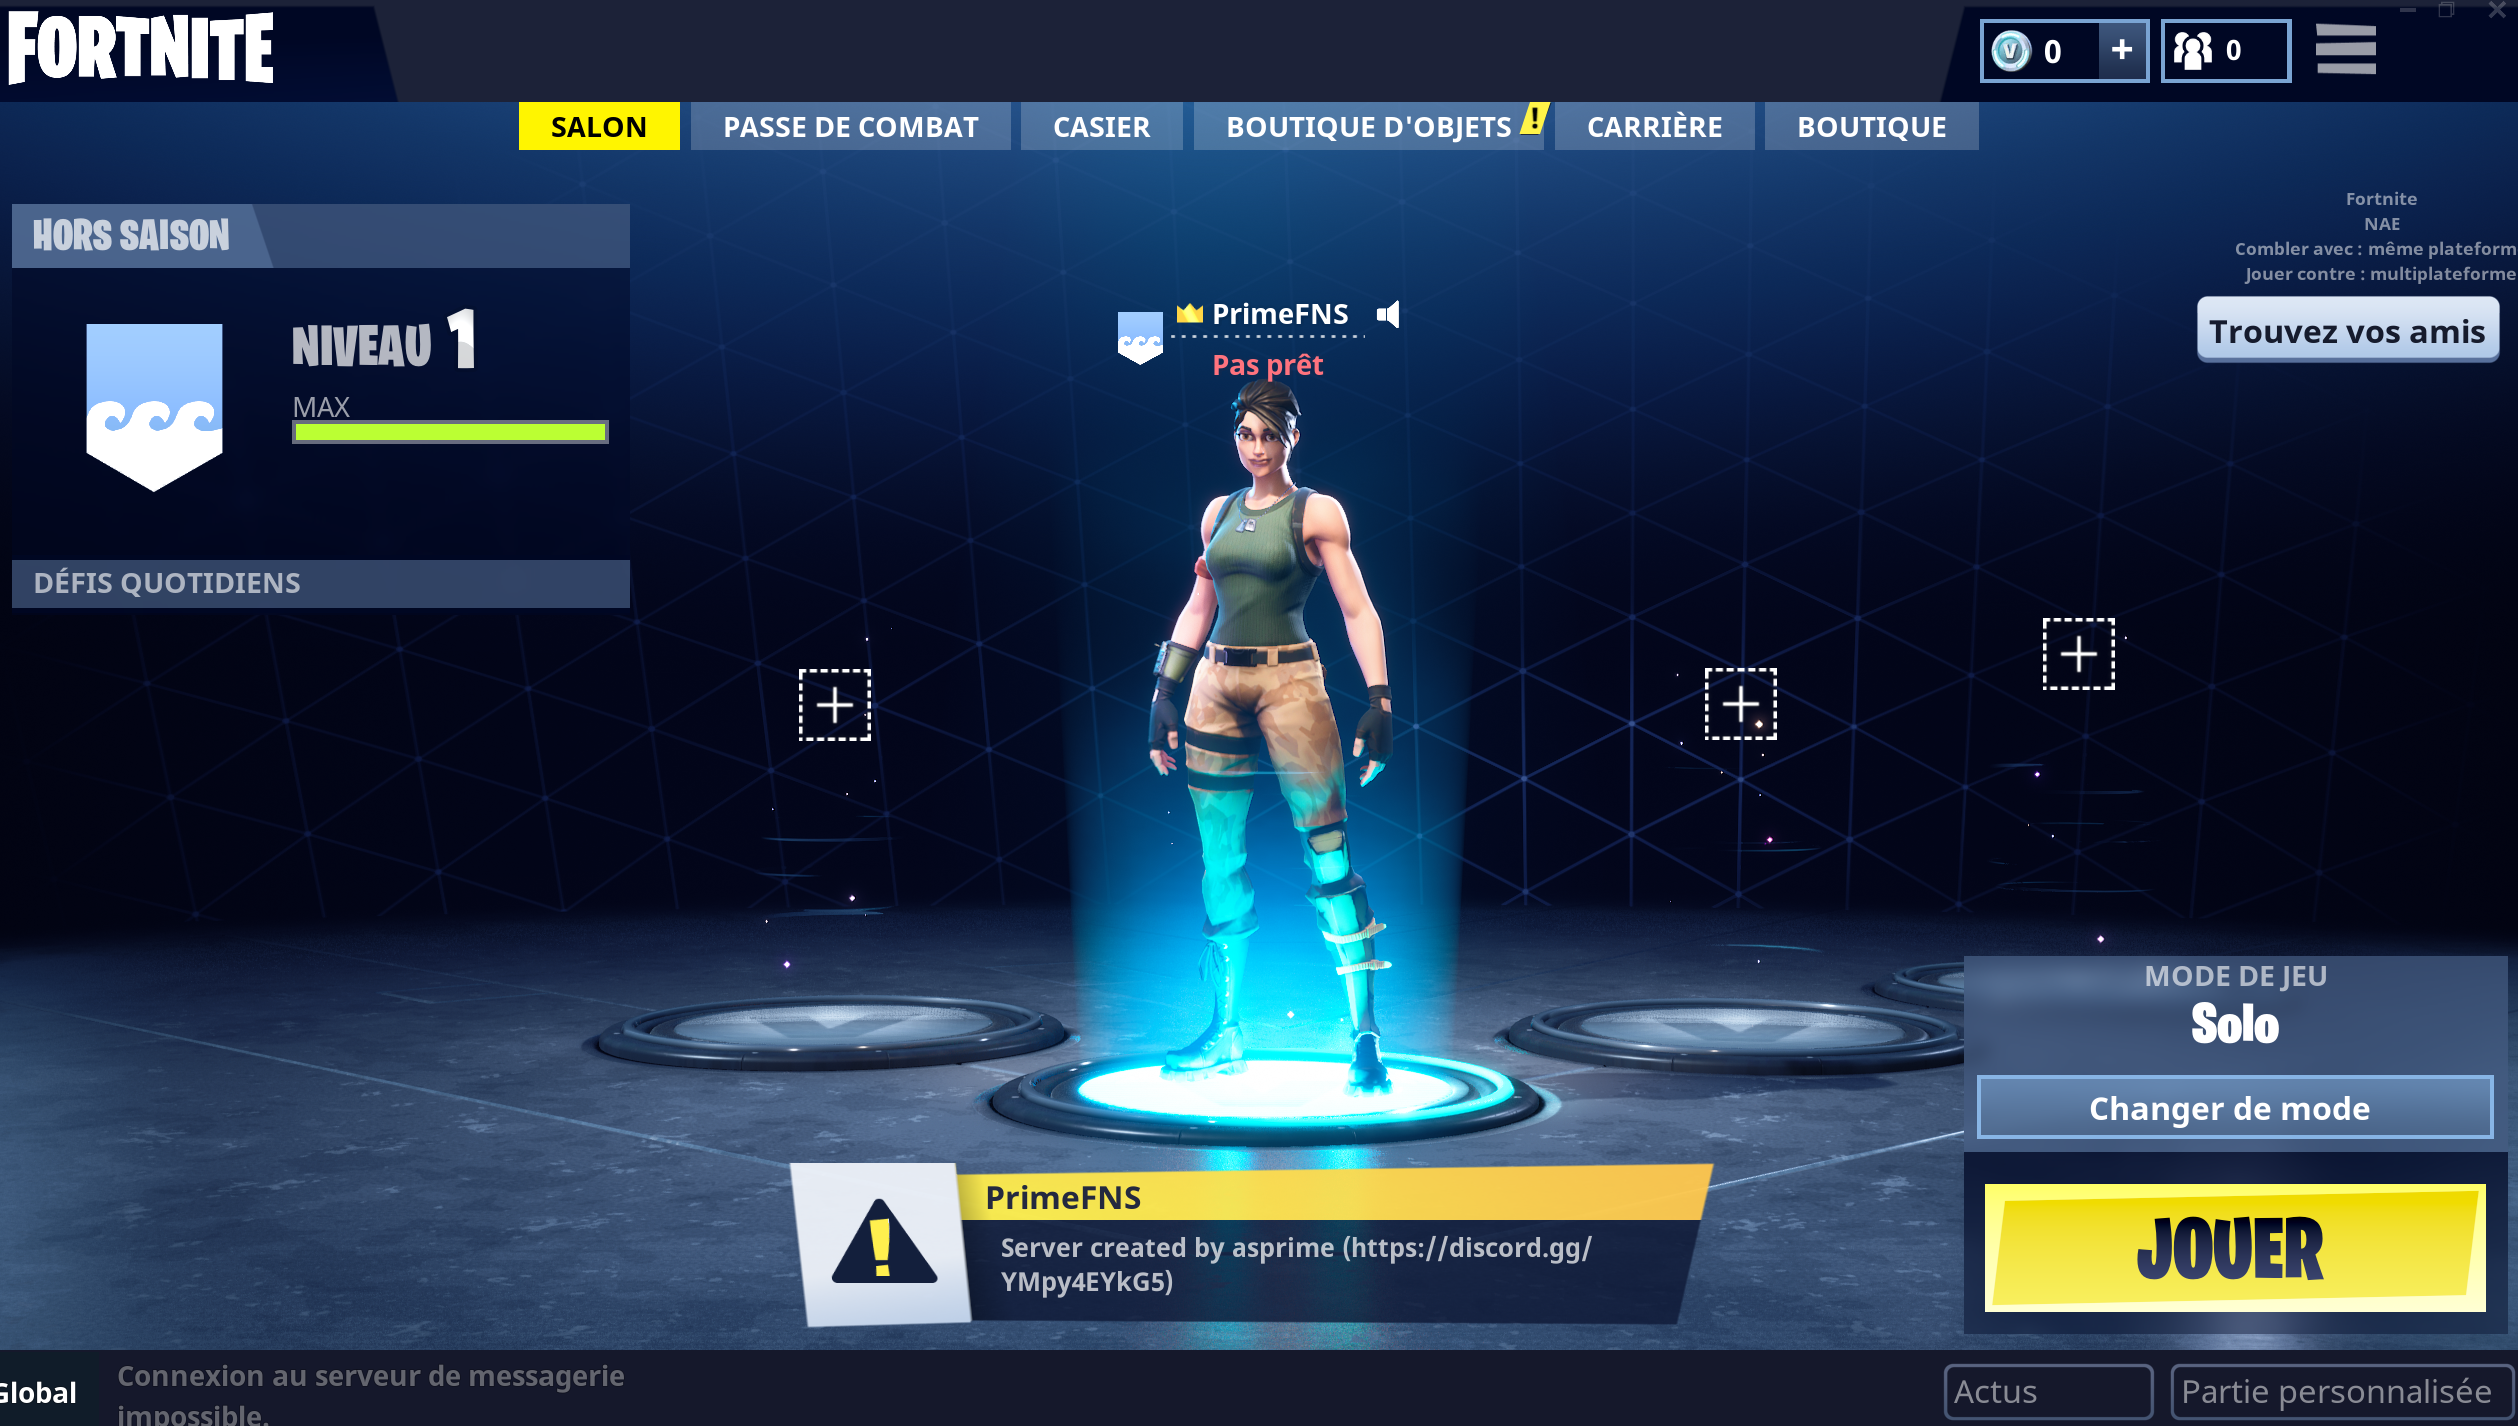 FORTNITE
0
+
0
SALON
PASSE DE COMBAT
CASIER
BOUTIQUE D'OBJETS
!
CARRIÈRE
BOUTIQUE
HORS SAISON
NIVEAU 1
MAX
DÉFIS QUOTIDIENS
Fortnite
NAE
Combler avec : même plateform
Jouer contre : multiplateforme
Trouvez vos amis
PrimeFNS
Pas prêt
MODE DE JEU
Solo
Changer de mode
JOUER
PrimeFNS
Server created by asprime (https://discord.gg/
YMpy4EYkG5)
Global
Connexion au serveur de messagerie
impossible.
Actus
Partie personnalisée